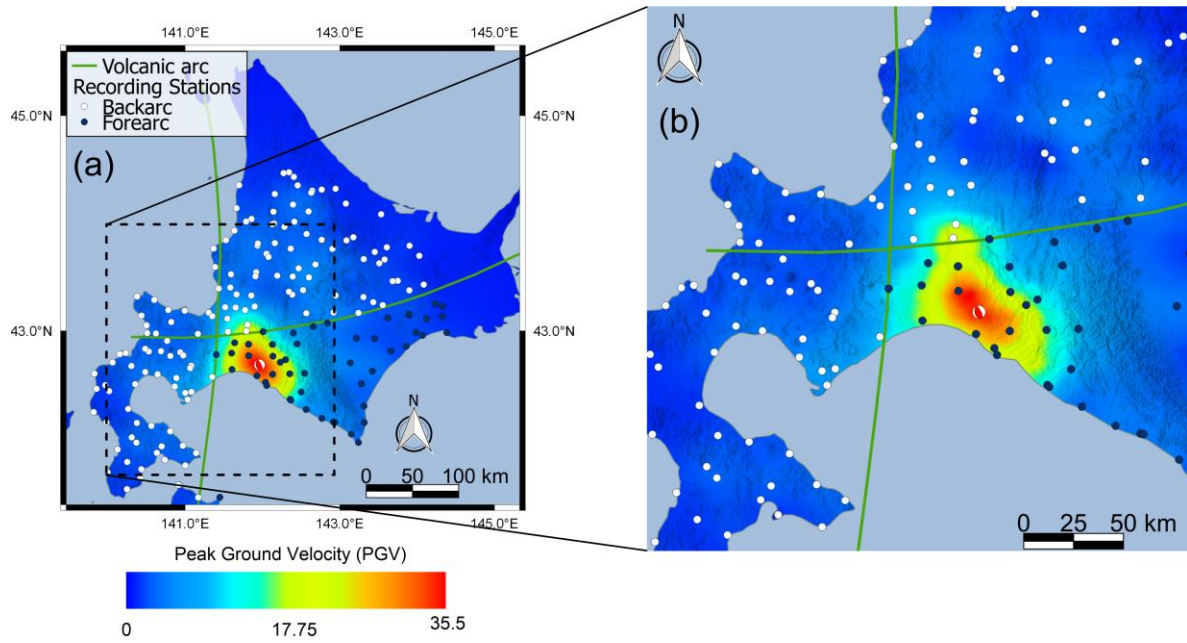 141.0°E 143.0°E 145.0°E
Volcanic arc
Recording Stations
Backarc
Forearc
(a)
N
45.0°N
45.0°N
43.0°N
43.0°N
0 50 100 km
141.0°E 143.0°E 145.0°E
N
(b)
0 25 50 km
Peak Ground Velocity (PGV)
0 17.75 35.5